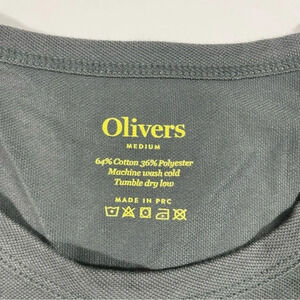 Olivers
MEDIUM
64% Cotton 36% Polyester
Machine wash cold
Tumble dry low
MADE IN PRC